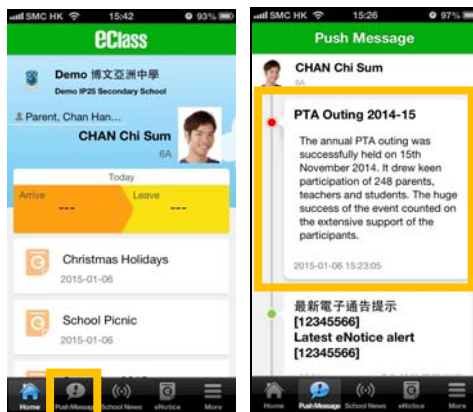 SMC HK 15:42 93%
eClass
Demo 博文亞洲中學
Demo IP25 Secondary School
Parent, Chan Han...
CHAN Chi Sum
6A
Today
Arrive
---
Leave
---
Christmas Holidays
2015-01-06
School Picnic
2015-01-06
Home Push Message School News eNotice More
SMC HK 15:26 97%
Push Message
CHAN Chi Sum
6A
PTA Outing 2014-15
The annual PTA outing was
successfully held on 15th
November 2014. It drew keen
participation of 248 parents,
teachers and students. The huge
success of the event counted on
the extensive support of the
participants.
2015-01-06 15:23:05
最新電子通告提示
[12345566]
Latest eNotice alert
[12345566]
Home Push Message School News eNotice More